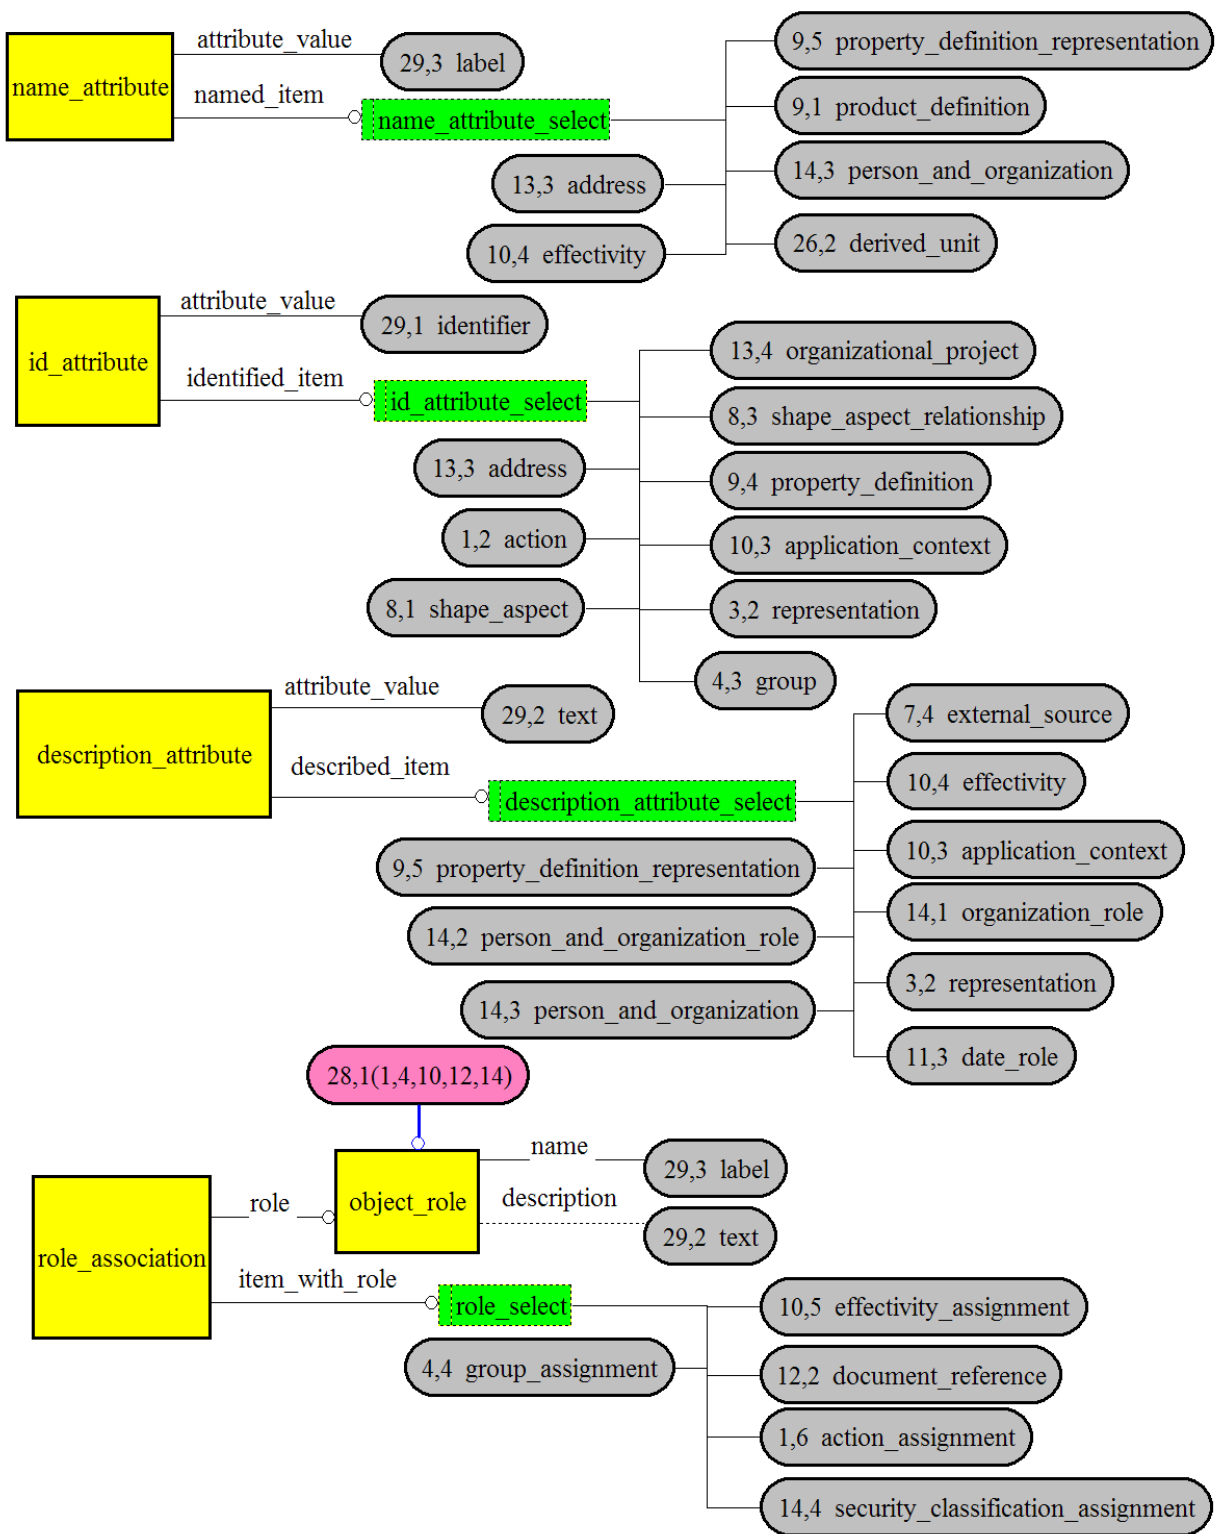 attribute_value
29,3 label
9,5 property_definition_representation
name_attribute
named_item
name_attribute_select
9,1 product_definition
13,3 address
14,3 person_and_organization
10,4 effectivity
26,2 derived_unit
attribute_value
29,1 identifier
id_attribute
identified_item
id_attribute_select
13,4 organizational_project
8,3 shape_aspect_relationship
13,3 address
9,4 property_definition
1,2 action
10,3 application_context
8,1 shape_aspect
3,2 representation
4,3 group
attribute_value
29,2 text
7,4 external_source
description_attribute
described_item
description_attribute_select
10,4 effectivity
9,5 property_definition_representation
10,3 application_context
14,2 person_and_organization_role
14,1 organization_role
14,3 person_and_organization
3,2 representation
11,3 date_role
28,1(1,4,10,12,14)
name
29,3 label
role
object_role
description
29,2 text
role_association
item_with_role
role_select
10,5 effectivity_assignment
4,4 group_assignment
12,2 document_reference
1,6 action_assignment
14,4 security_classification_assignment